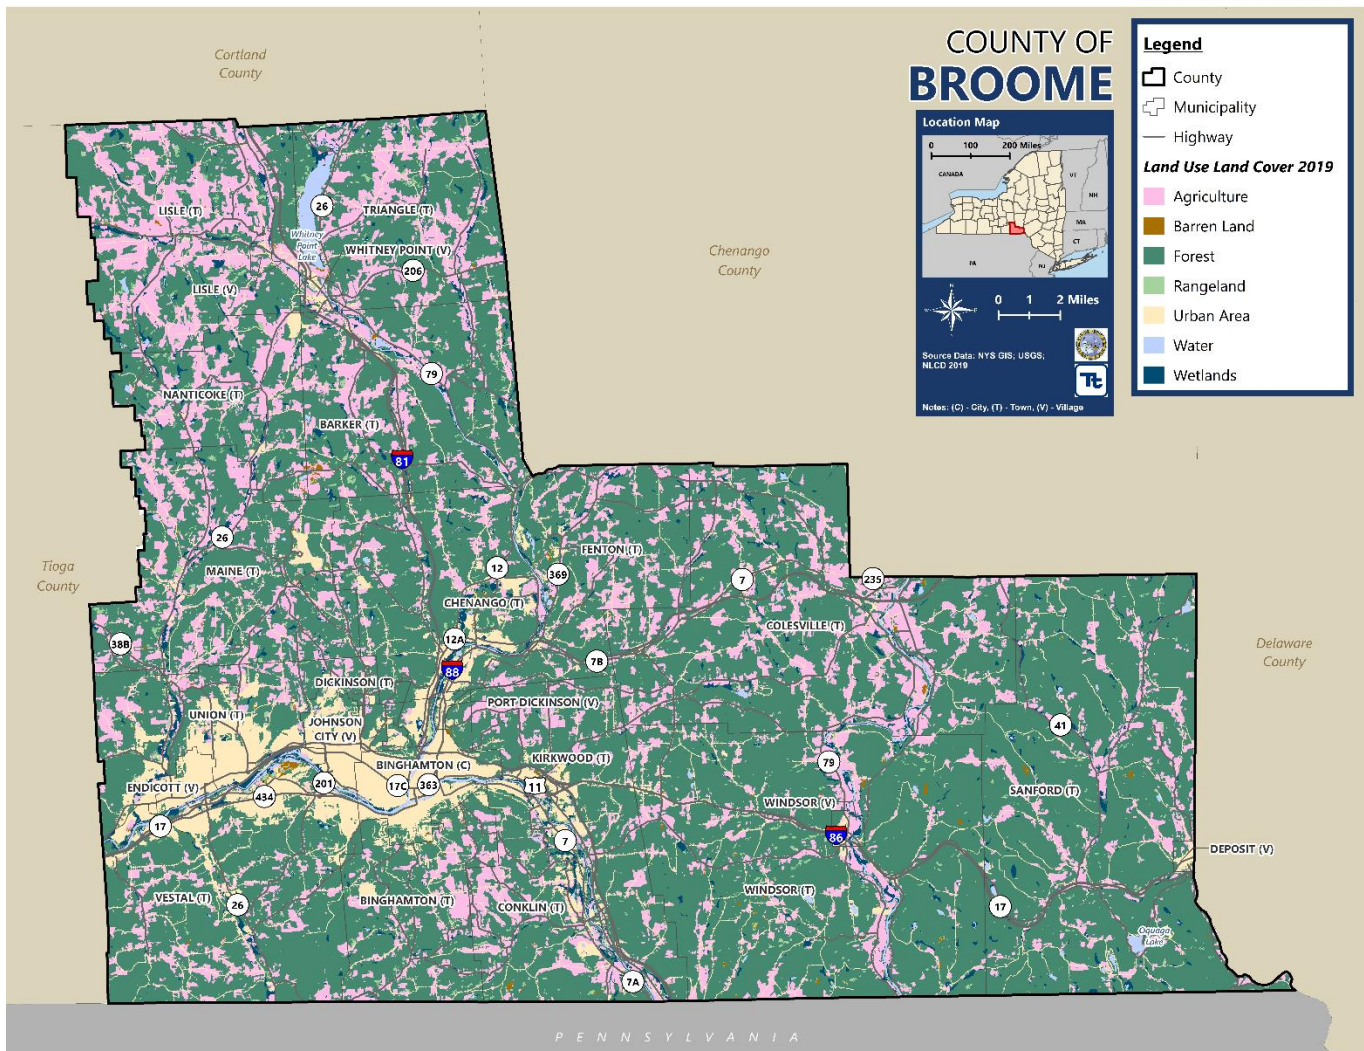 COUNTY OF
BROOME
Location Map
0 100 200 Miles
CANADA
VT
NH
MA
CT
PA
NJ
N
0 1 2 Miles
Source Data: NYS GIS; USGS;
NLCD 2019
Tt
Notes: (C) - City, (T) - Town, (V) - Village
Legend
County
Municipality
Highway
Land Use Land Cover 2019
Agriculture
Barren Land
Forest
Rangeland
Urban Area
Water
Wetlands
Cortland
County
Chenango
County
Tioga
County
Delaware
County
PENNSYLVANIA
LISLE (T)
26
TRIANGLE (T)
Whitney
Point
Lake
WHITNEY POINT (V)
206
LISLE (V)
79
NANTICOKE (T)
BARKER (T)
81
26
MAINE (T)
12
369
FENTON (T)
7
235
CHENANGO (T)
COLESVILLE (T)
38B
12A
88
7B
DICKINSON (T)
PORT DICKINSON (V)
UNION (T)
JOHNSON
CITY (V)
41
BINGHAMTON (C)
KIRKWOOD (T)
79
ENDICOTT (V)
434
201
17C
363
11
SANFORD (T)
WINDSOR (V)
17
7
86
DEPOSIT (V)
VESTAL (T)
26
BINGHAMTON (T)
CONKLIN (T)
WINDSOR (T)
17
Oquaga
Lake
7A